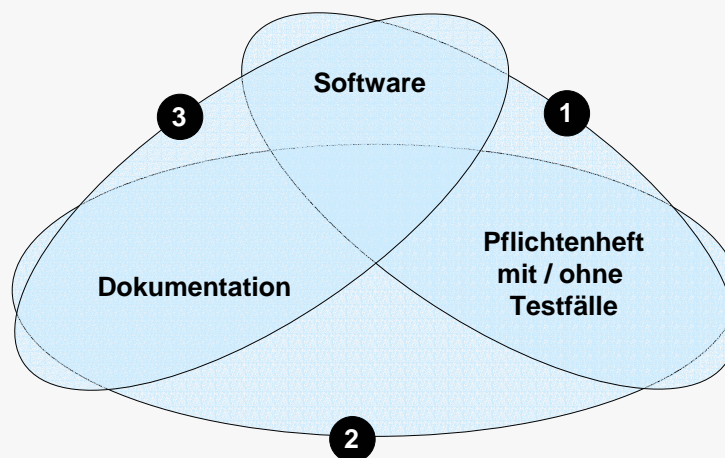 Software
3
1
Pflichtenheft
mit / ohne
Testfälle
Dokumentation
2